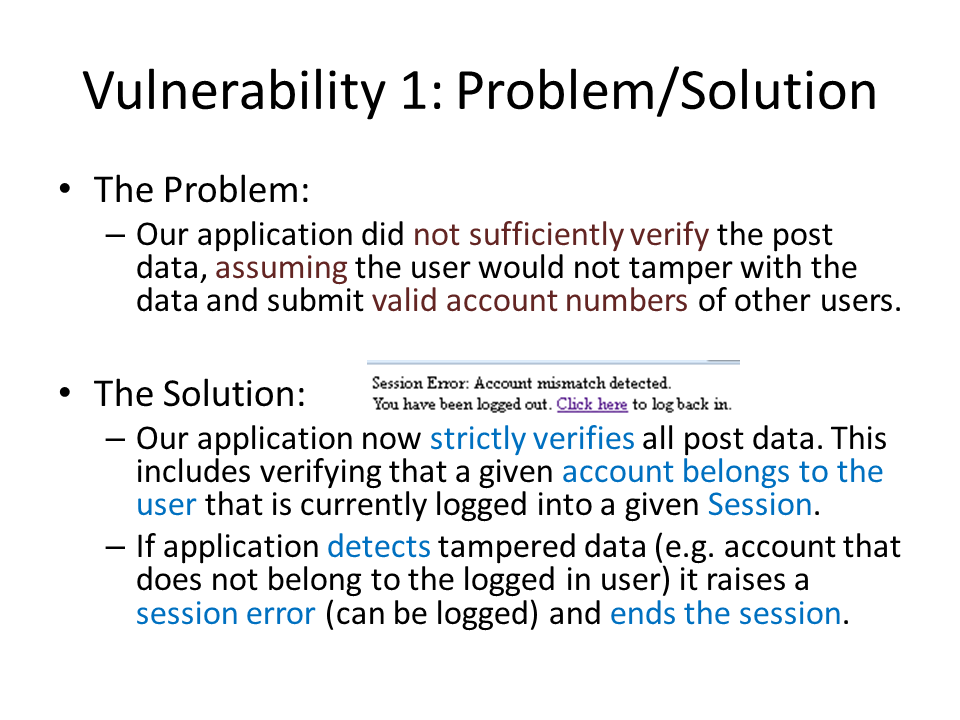 Vulnerability 1: Problem/Solution
• The Problem:
– Our application did not sufficiently verify the post
data, assuming the user would not tamper with the
data and submit valid account numbers of other users.
• The Solution:
Session Error: Account mismatch detected.
You have been logged out. Click here to log back in.
– Our application now strictly verifies all post data. This
includes verifying that a given account belongs to the
user that is currently logged into a given Session.
– If application detects tampered data (e.g. account that
does not belong to the logged in user) it raises a
session error (can be logged) and ends the session.